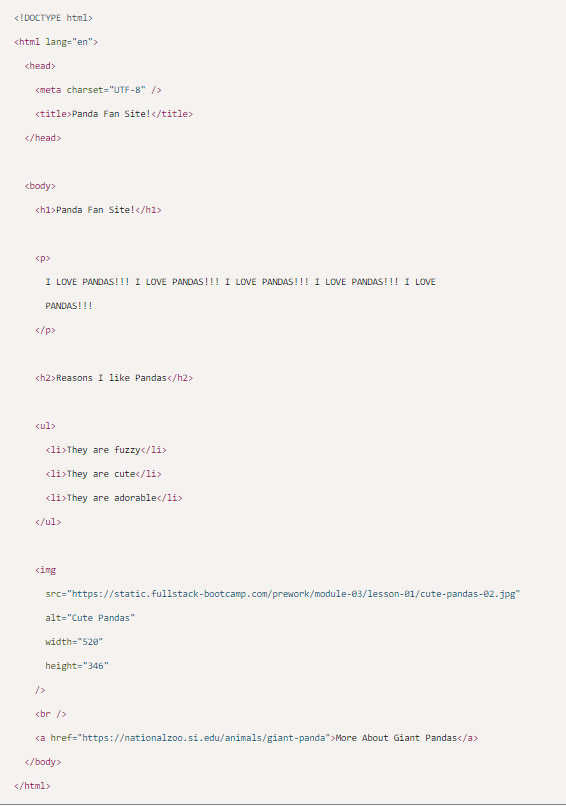 <!DOCTYPE html>
<html lang="en">
<head>
<meta charset="UTF-8" />
<title>Panda Fan Site!</title>
</head>
<body>
<h1>Panda Fan Site!</h1>
<p>
I LOVE PANDAS!!! I LOVE PANDAS!!! I LOVE PANDAS!!! I LOVE PANDAS!!! I LOVE
PANDAS!!!
</p>
<h2>Reasons I like Pandas</h2>
<ul>
<li>They are fuzzy</li>
<li>They are cute</li>
<li>They are adorable</li>
</ul>
<img
src="https://static.fullstack-bootcamp.com/prework/module-03/lesson-01/cute-pandas-02.jpg"
alt="Cute Pandas"
width="520"
height="346"
/>
<br />
<a href="https://nationalzoo.si.edu/animals/giant-panda">More About Giant Pandas</a>
</body>
</html>